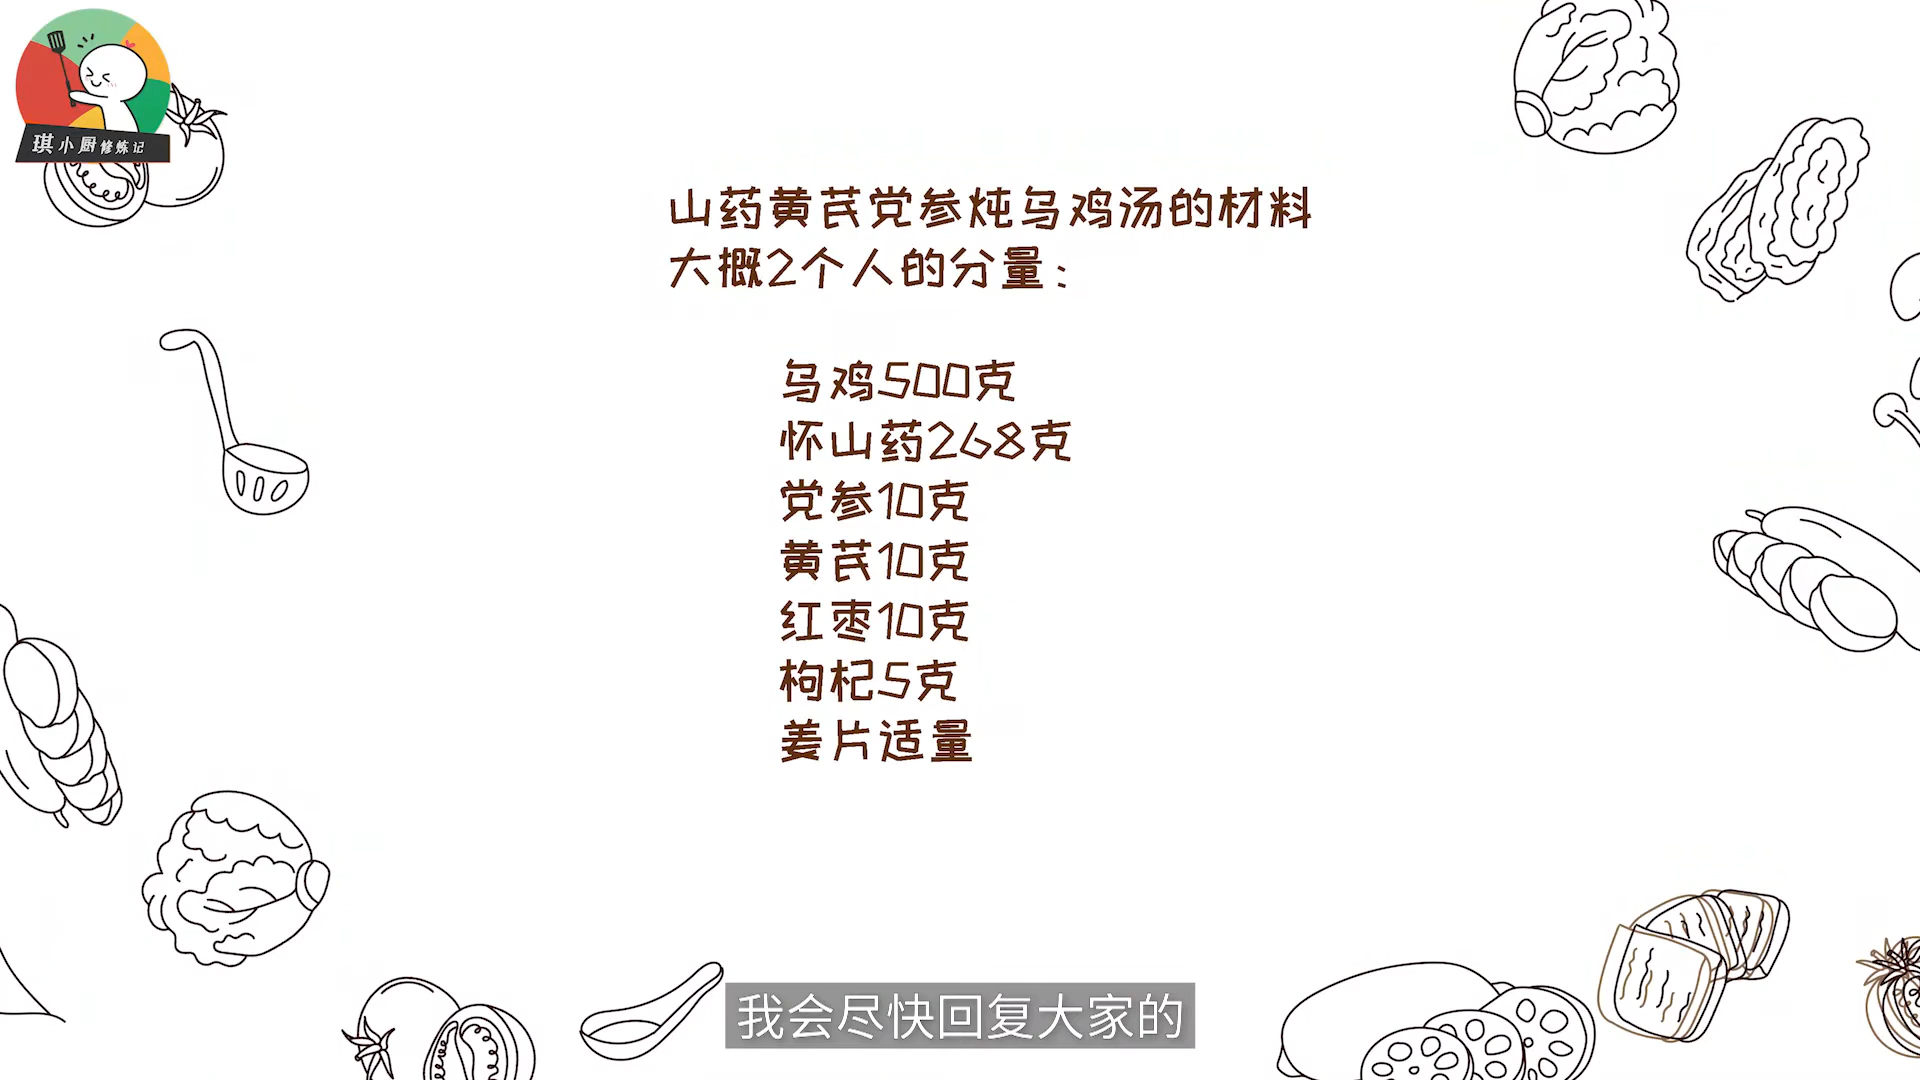 琪小厨修炼记
山药黄芪党参炖乌鸡汤的材料
大概2个人的分量：
乌鸡500克
怀山药268克
党参10克
黄芪10克
红枣10克
枸杞5克
姜片适量
我会尽快回复大家的